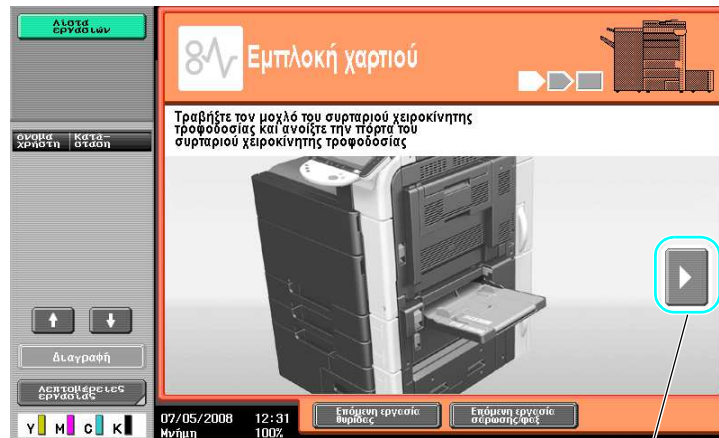 Λίστα
εργασιών
Εμπλοκή χαρτιού
Τραβήξτε τον μοχλό του συρταριού χειροκίνητης
τροφοδοσίας και ανοίξτε την πόρτα του
συρταριού χειροκίνητης τροφοδοσίας
όνομα χρήστη
Κατά-
σταση
Διαγραφή
Λεπτομέρειες
εργασίας
Y M C K
07/05/2008 12:31
Μνήμη 100%
Επόμενη εργασία
θυρίδας
Επόμενη εργασία
σάρωσης/φαξ